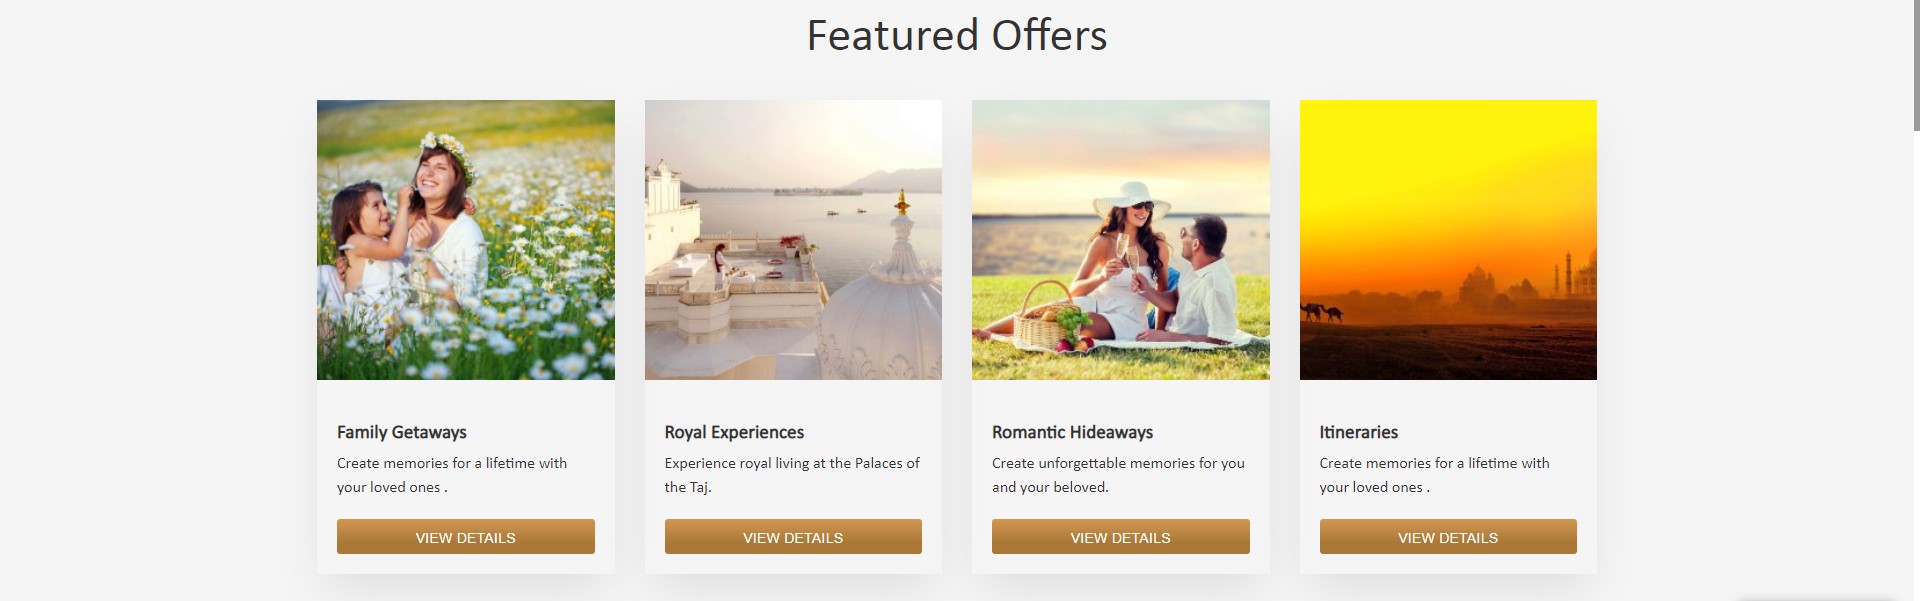 Featured Offers
Family Getaways
Create memories for a lifetime with
your loved ones .
VIEW DETAILS
Royal Experiences
Experience royal living at the Palaces of
the Taj.
VIEW DETAILS
Romantic Hideaways
Create unforgettable memories for you
and your beloved.
VIEW DETAILS
Itineraries
Create memories for a lifetime with
your loved ones .
VIEW DETAILS